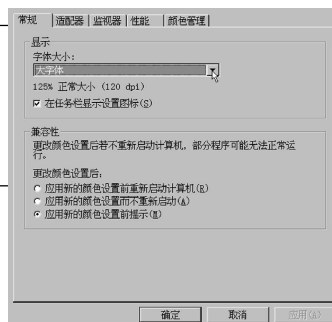 常规 适配器 监视器 性能 颜色管理
显示
字体大小:
大字体
125% 正常大小 (120 dpi)
在任务栏显示设置图标(S)
兼容性
更改颜色设置后若不重新启动计算机, 部分程序可能无法正常运
行。
更改颜色设置后:
应用新的颜色设置前重新启动计算机(R)
应用新的颜色设置而不重新启动(A)
应用新的颜色设置前提示(M)
确定 取消 应用(A)